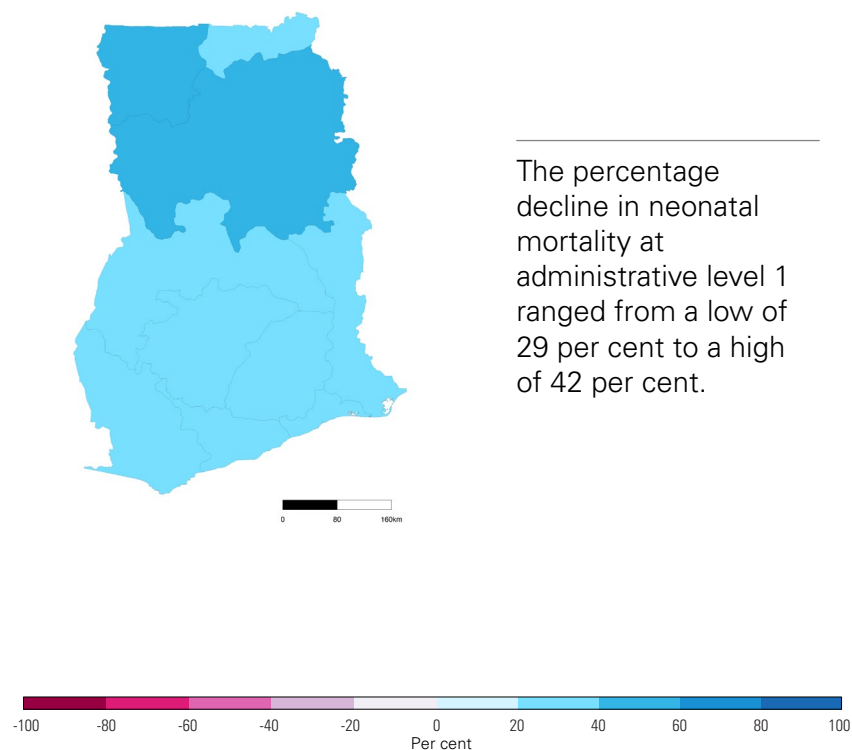 The percentage
decline in neonatal
mortality at
administrative level 1
ranged from a low of
29 per cent to a high
of 42 per cent.
0 80 160km
-100 -80 -60 -40 -20 0 20 40 60 80 100
Per cent